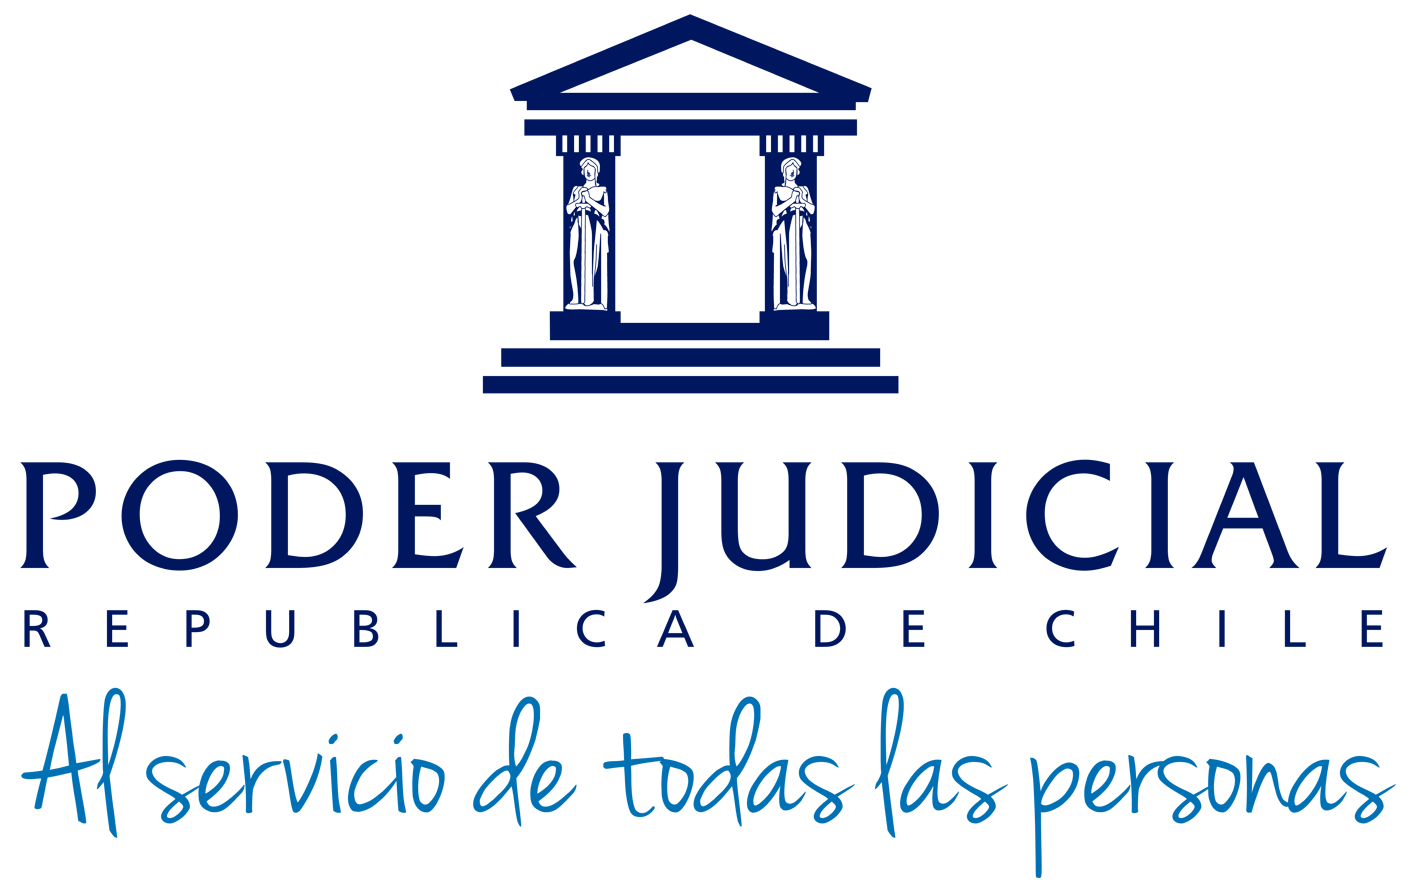 PODER JUDICIAL
REPUBLICA DE CHILE
Al servicio de todas las personas